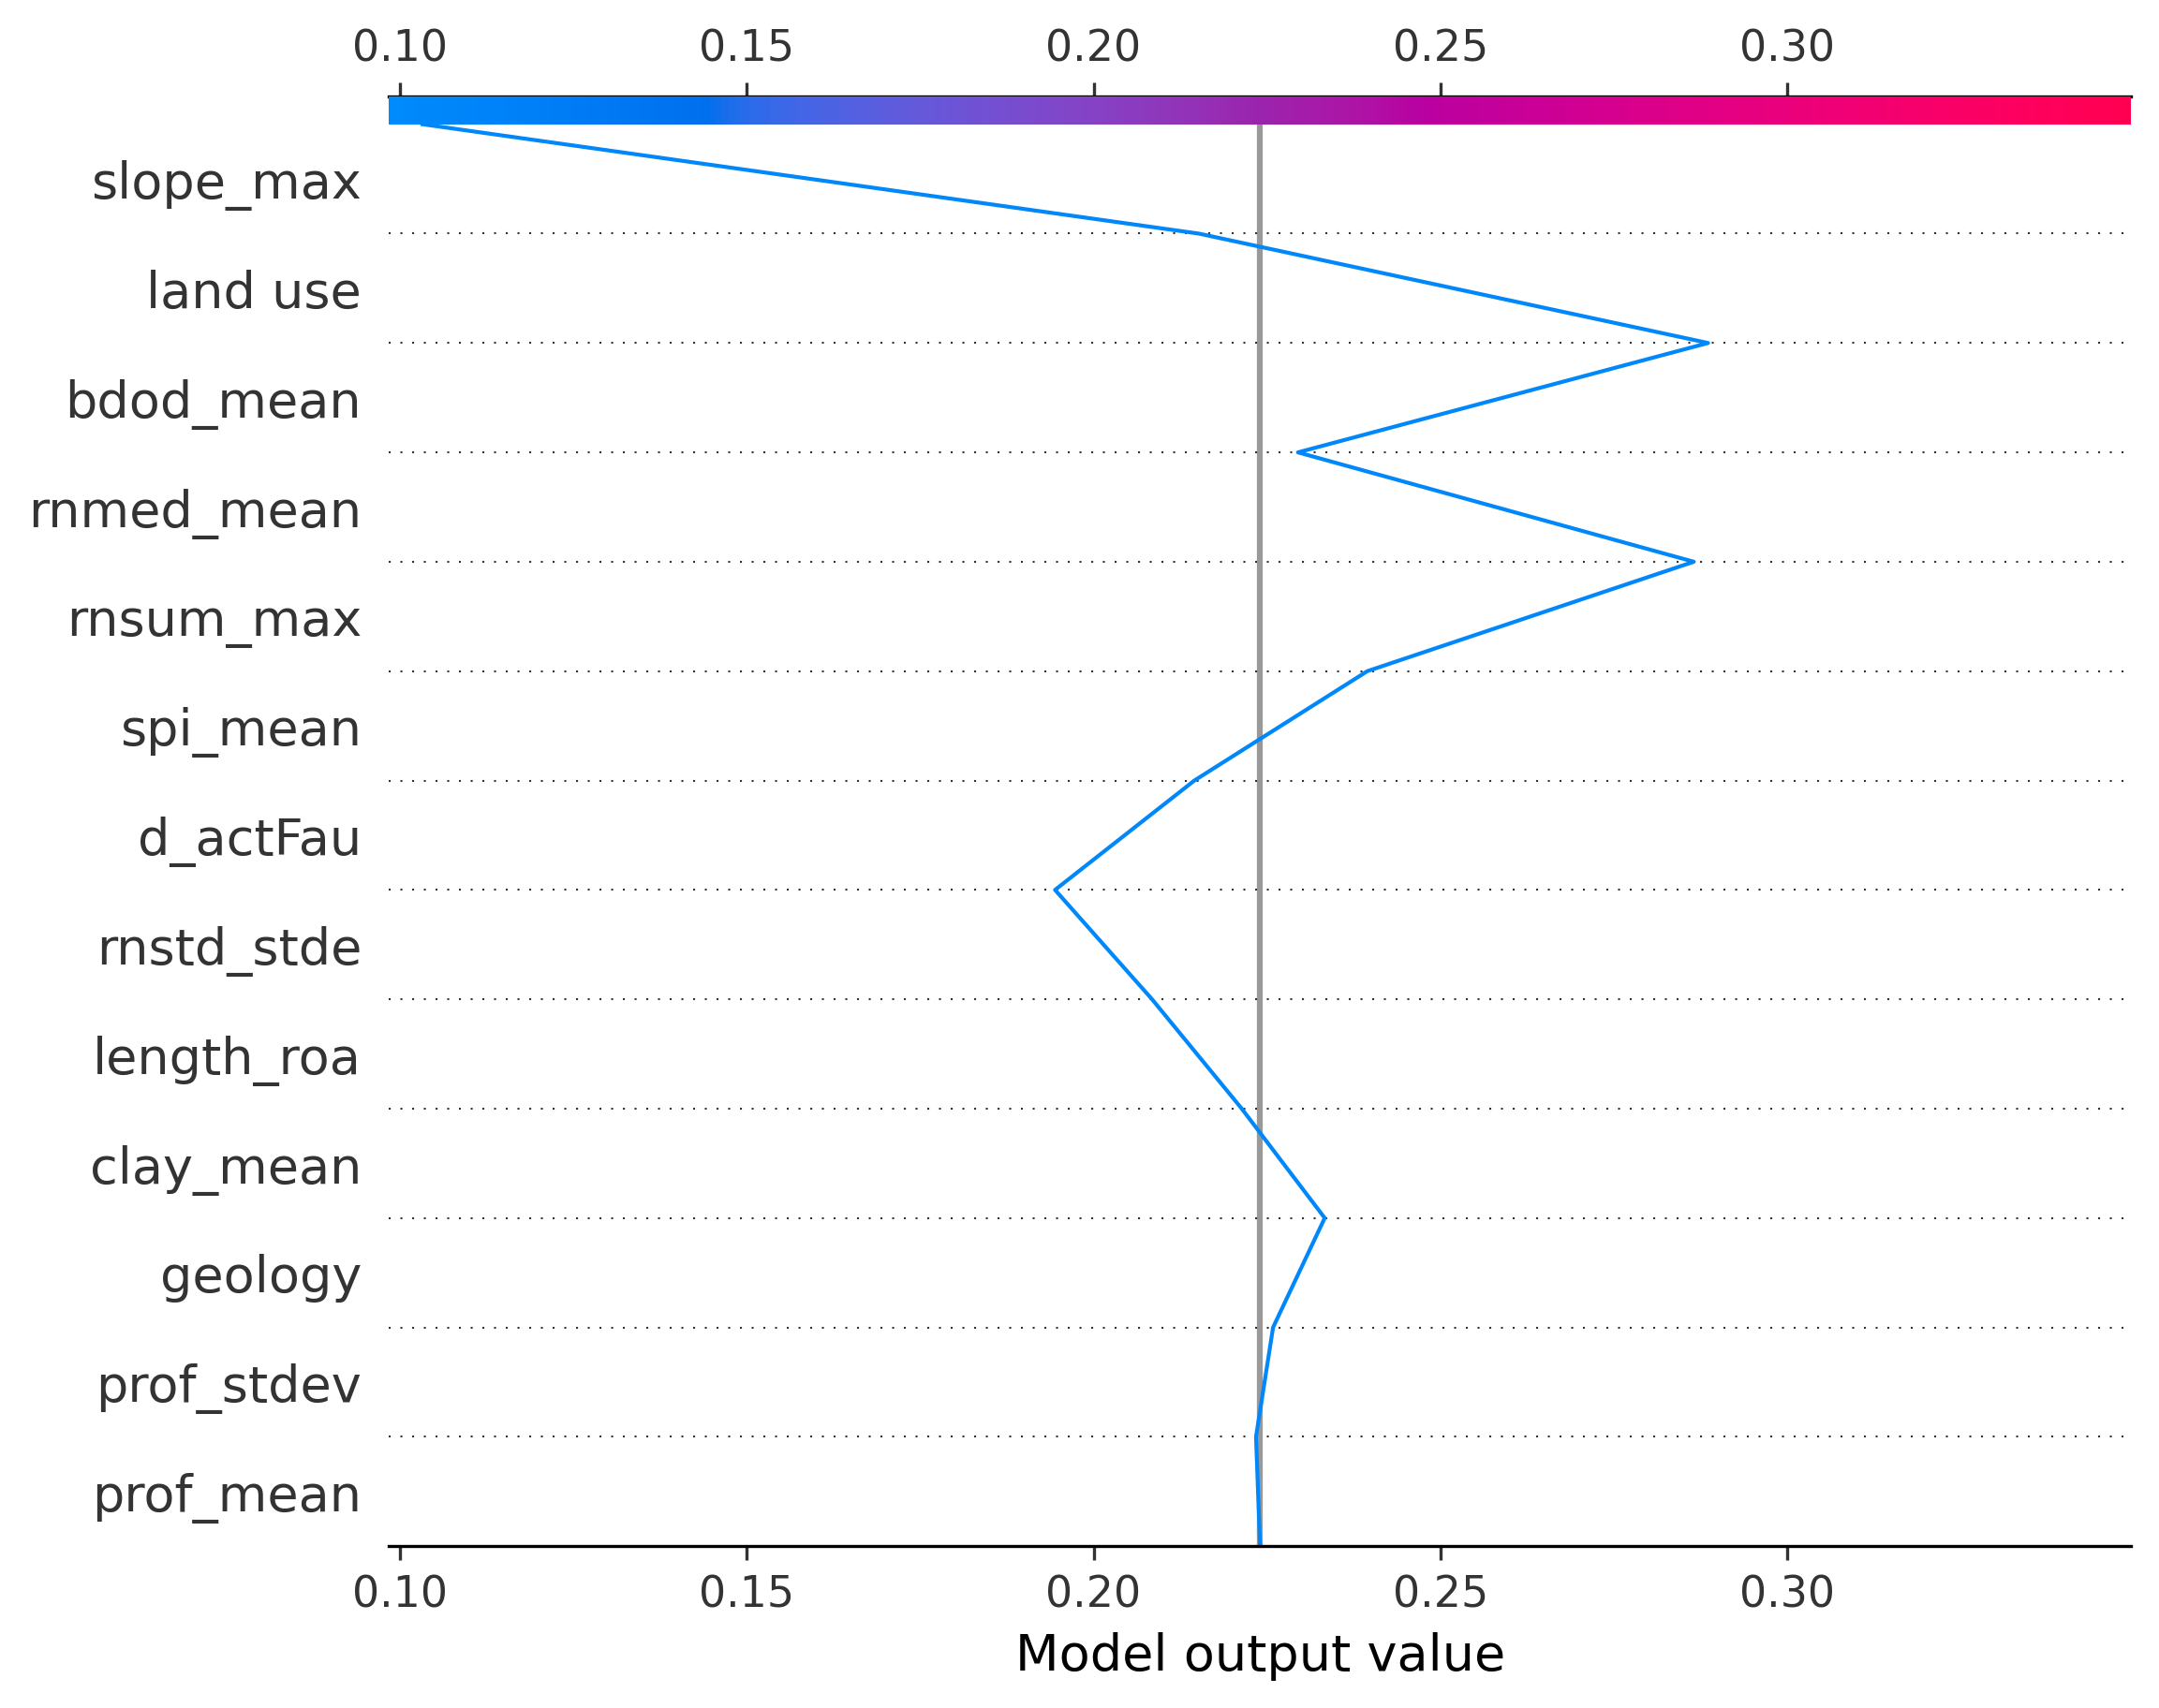 0.10 0.15 0.20 0.25 0.30
slope_max
land use
bdod_mean
rnmed_mean
rnsum_max
spi_mean
d_actFau
rnstd_stde
length_roa
clay_mean
geology
prof_stdev
prof_mean
0.10 0.15 0.20 0.25 0.30
Model output value